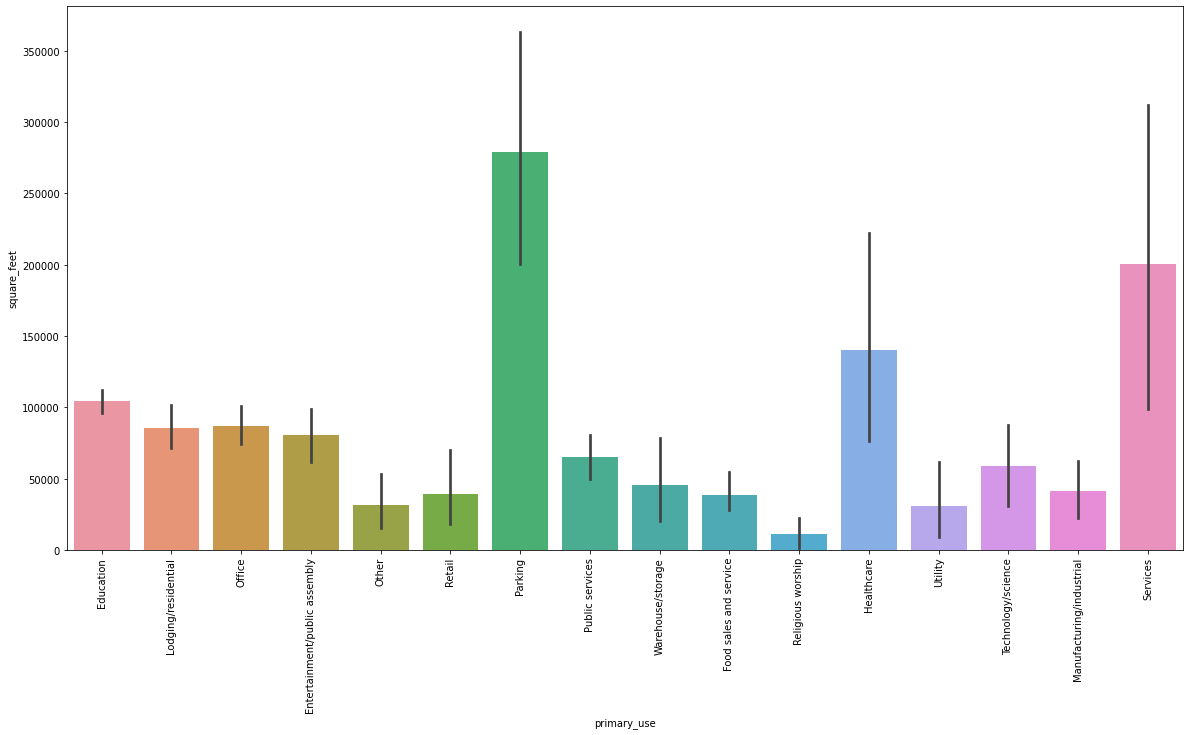 square_feet
350000
300000
250000
200000
150000
100000
50000
0
Education
Lodging/residential
Office
Entertainment/public assembly
Other
Retail
Parking
Public services
Warehouse/storage
Food sales and service
Religious worship
Healthcare
Utility
Technology/science
Manufacturing/industrial
Services
primary_use